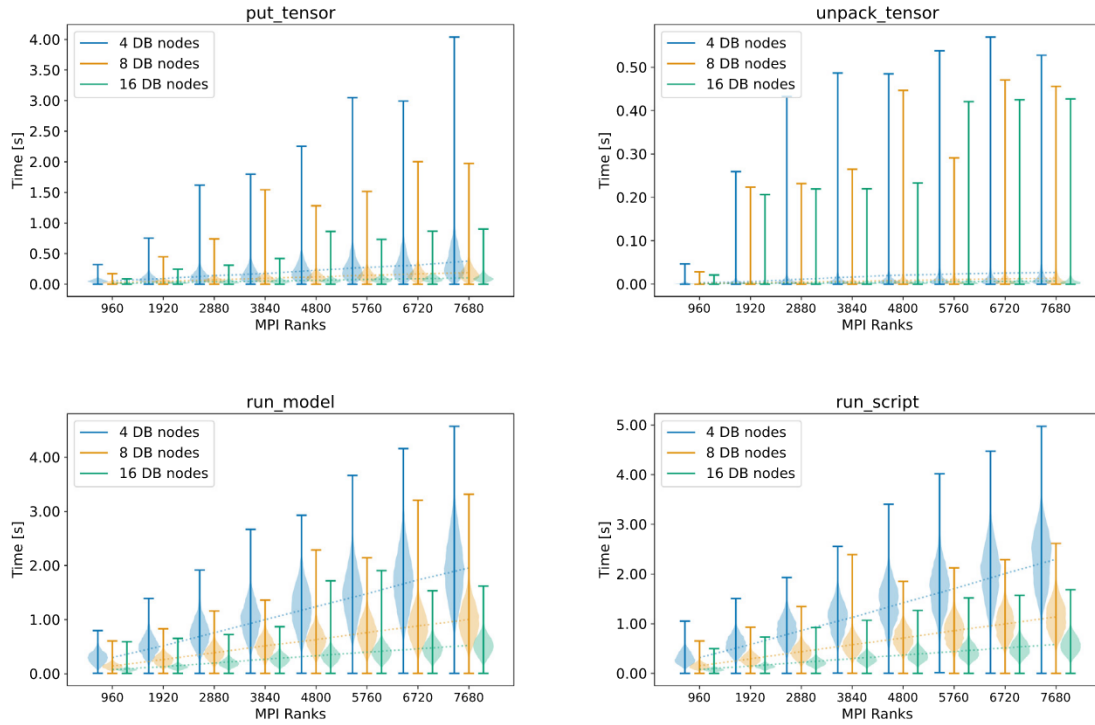 put_tensor
4.00
3.50
3.00
2.50
2.00
1.50
1.00
0.50
0.00
Time [s]
4 DB nodes
8 DB nodes
16 DB nodes
960 1920 2880 3840 4800 5760 6720 7680
MPI Ranks
unpack_tensor
0.50
0.40
0.30
0.20
0.10
0.00
Time [s]
4 DB nodes
8 DB nodes
16 DB nodes
960 1920 2880 3840 4800 5760 6720 7680
MPI Ranks
run_model
4.00
3.00
2.00
1.00
0.00
Time [s]
4 DB nodes
8 DB nodes
16 DB nodes
960 1920 2880 3840 4800 5760 6720 7680
MPI Ranks
run_script
5.00
4.00
3.00
2.00
1.00
0.00
Time [s]
4 DB nodes
8 DB nodes
16 DB nodes
960 1920 2880 3840 4800 5760 6720 7680
MPI Ranks